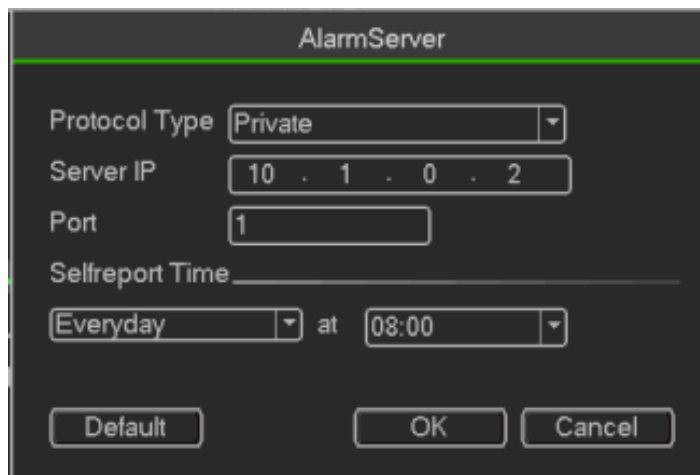 AlarmServer
Protocol Type Private
Server IP 10 . 1 . 0 . 2
Port 1
Selfreport Time
Everyday at 08:00
Default OK Cancel